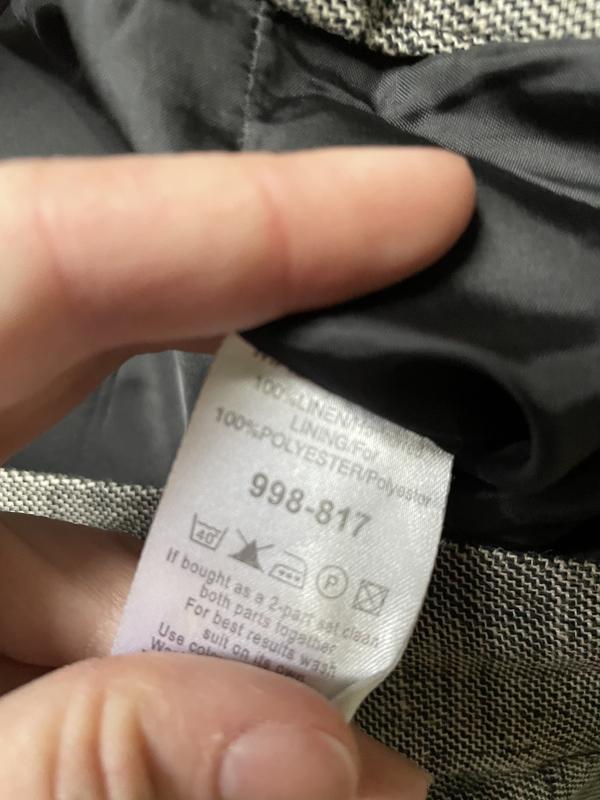 100%LINEN/
LINING/For
100%POLYESTER/Polyester
998-817
40 P
If bought as a 2-part set clean
both parts together
For best results wash
suit on its own
Use